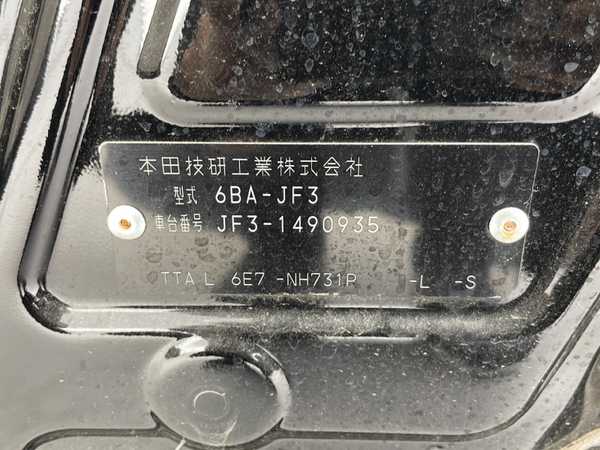 本田技研工業株式会社
型式 6BA-JF3
車台番号 JF3-1490935
TTA L 6E7 -NH731P -L -S